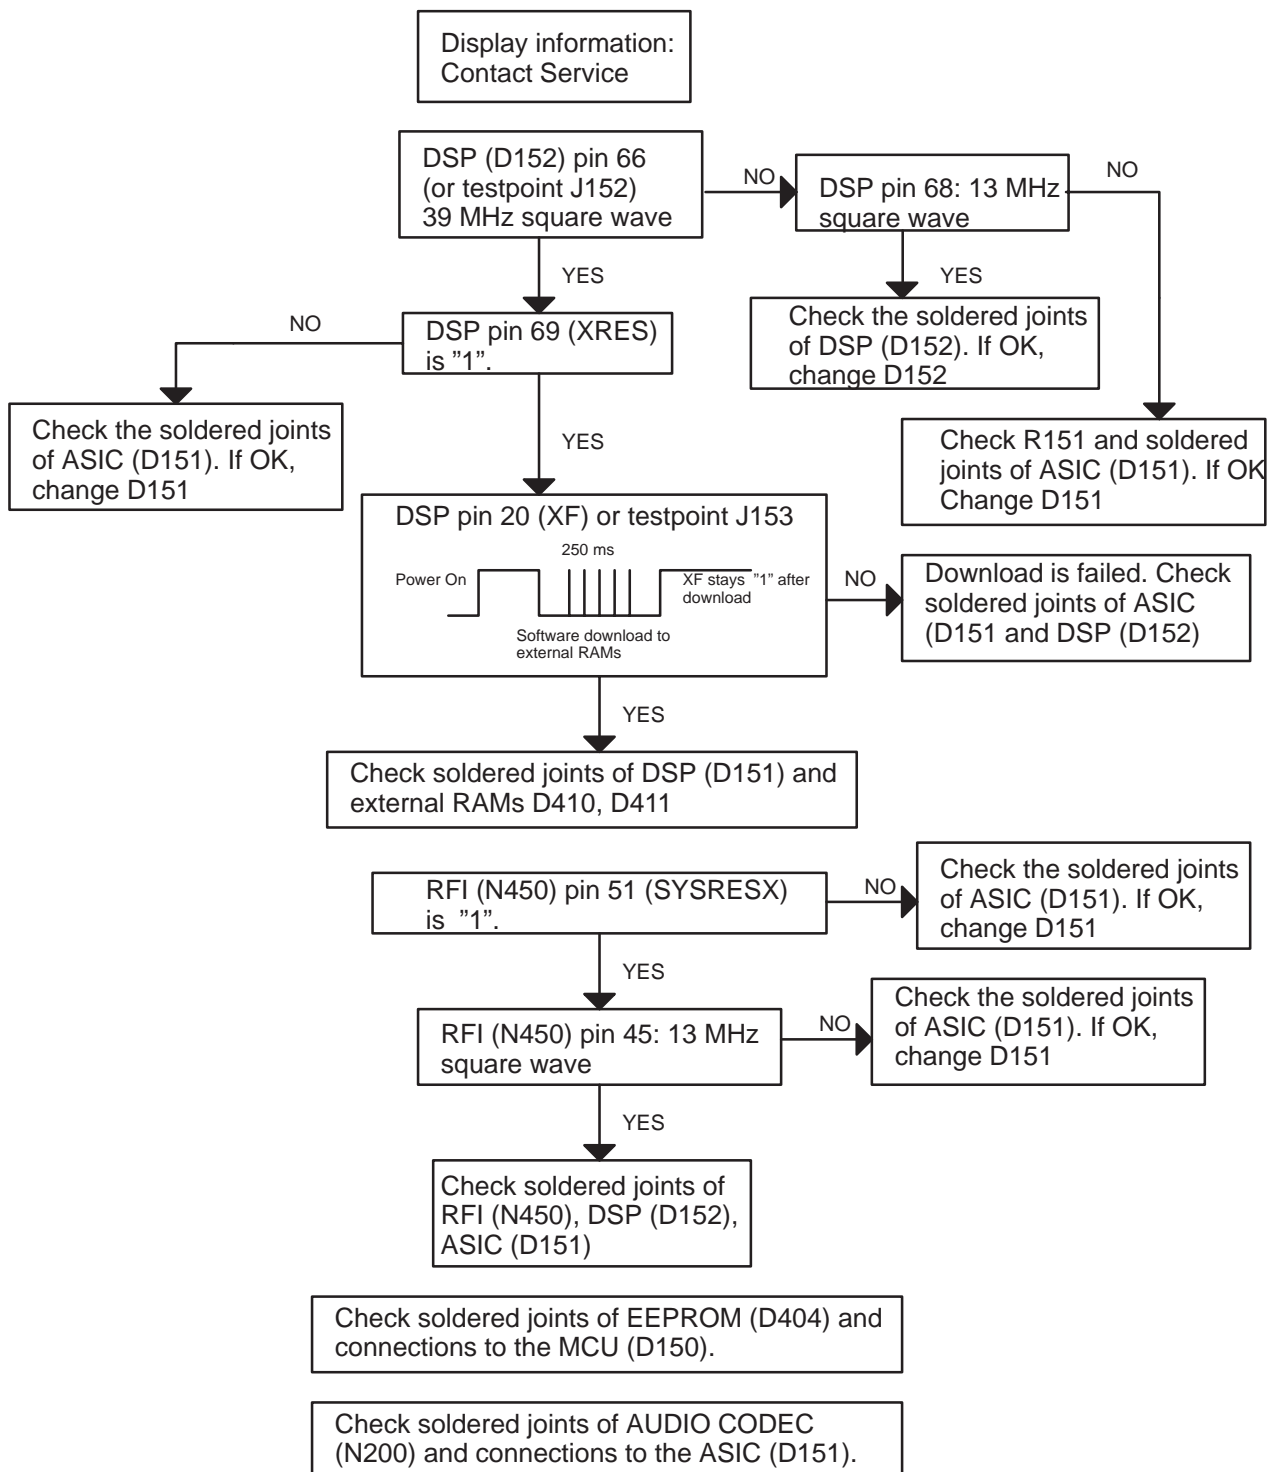 Display information:
Contact Service
DSP (D152) pin 66
(or testpoint J152)
39 MHz square wave
NO
DSP pin 68: 13 MHz
square wave
NO
YES
YES
Check the soldered joints
of DSP (D152). If OK,
change D152
NO
DSP pin 69 (XRES)
is ”1”.
Check the soldered joints
of ASIC (D151). If OK,
change D151
YES
Check R151 and soldered
joints of ASIC (D151). If OK
Change D151
DSP pin 20 (XF) or testpoint J153
250 ms
Power On
XF stays ”1” after
download
Software download to
external RAMs
NO
Download is failed. Check
soldered joints of ASIC
(D151 and DSP (D152)
YES
Check soldered joints of DSP (D151) and
external RAMs D410, D411
RFI (N450) pin 51 (SYSRESX)
is ”1”.
NO
Check the soldered joints
of ASIC (D151). If OK,
change D151
YES
RFI (N450) pin 45: 13 MHz
square wave
NO
Check the soldered joints
of ASIC (D151). If OK,
change D151
YES
Check soldered joints of
RFI (N450), DSP (D152),
ASIC (D151)
Check soldered joints of EEPROM (D404) and
connections to the MCU (D150).
Check soldered joints of AUDIO CODEC
(N200) and connections to the ASIC (D151).